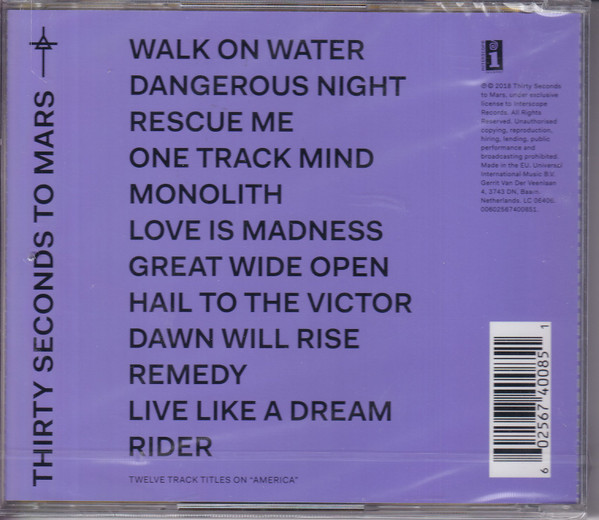 THIRTY SECONDS TO MARS
WALK ON WATER
DANGEROUS NIGHT
RESCUE ME
ONE TRACK MIND
MONOLITH
LOVE IS MADNESS
GREAT WIDE OPEN
HAIL TO THE VICTOR
DAWN WILL RISE
REMEDY
LIVE LIKE A DREAM
RIDER
TWELVE TRACK TITLES ON “AMERICA”
i
℗© 2018 Thirty Seconds
to Mars, under exclusive
license to Interscope
Records. All Rights
Reserved. Unauthorised
copying, reproduction,
hiring, lending, public
performance and
broadcasting prohibited.
Made in the EU. Universal
International Music B.V.
Gerrit Van Der Veenlaan
4, 3743 DN, Baarn
Netherlands. LC 06406.
00602567400851.
6 02567 40085 1